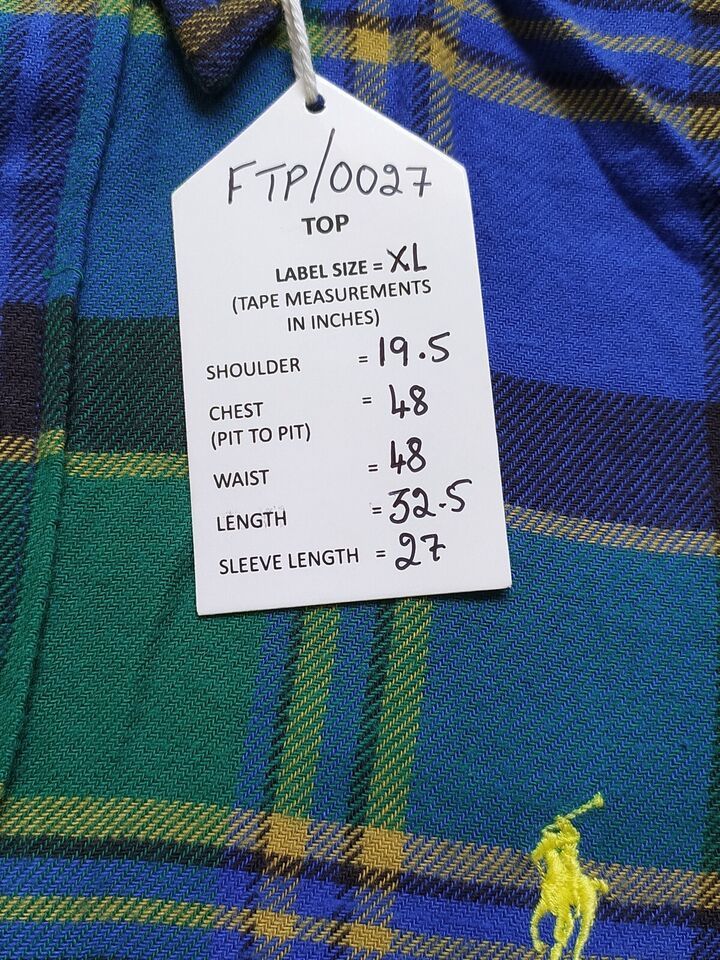 FTP/0027
TOP
LABEL SIZE = XL
(TAPE MEASUREMENTS
IN INCHES)
SHOULDER = 19.5
CHEST = 48
(PIT TO PIT)
WAIST = 48
LENGTH = 32.5
SLEEVE LENGTH = 27